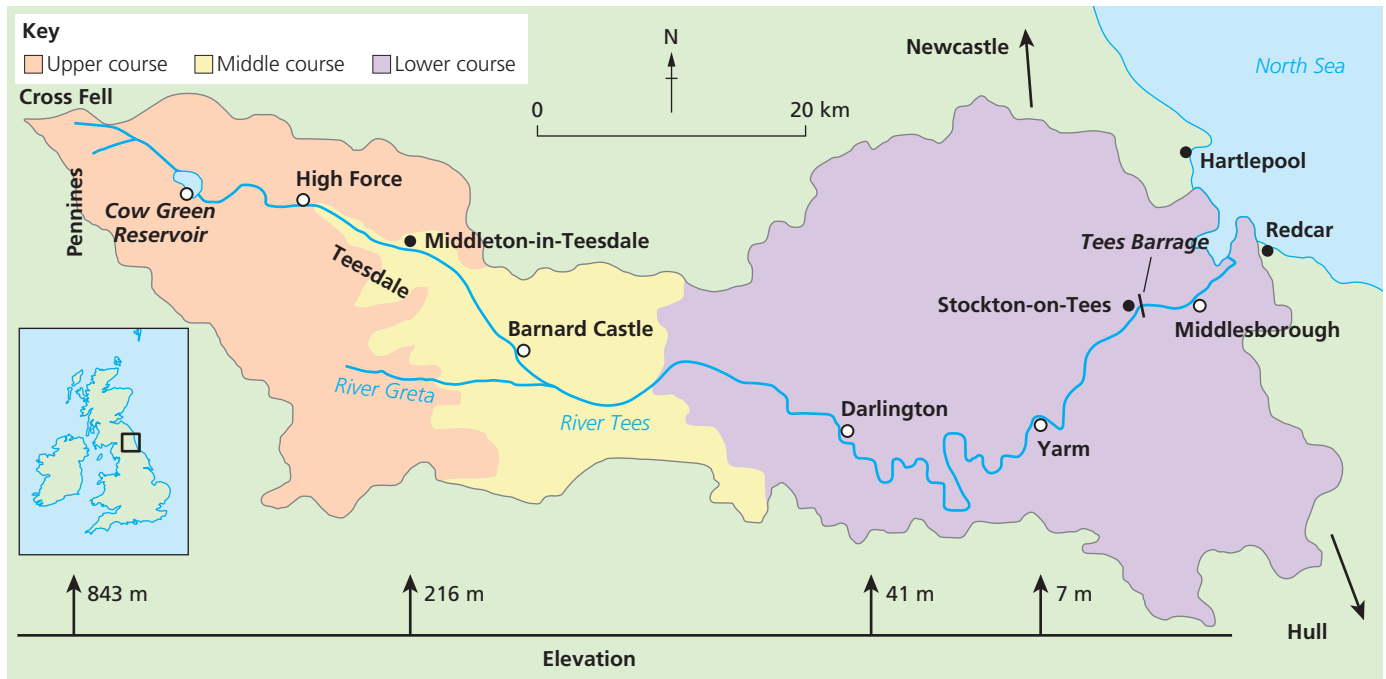 Key
Upper course
Middle course
Lower course
N
0
20 km
Newcastle
North Sea
Cross Fell
Pennines
Cow Green
Reservoir
High Force
Middleton-in-Teesdale
Teesdale
Barnard Castle
River Greta
River Tees
Hartlepool
Redcar
Tees Barrage
Stockton-on-Tees
Middlesborough
Darlington
Yarm
843 m
216 m
41 m
7 m
Hull
Elevation